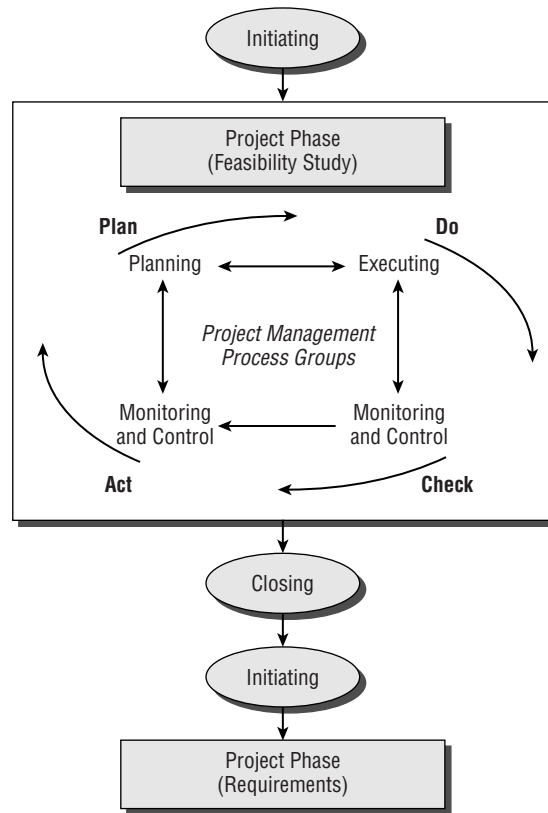 Initiating
Project Phase
(Feasibility Study)
Plan
Do
Planning
Executing
Project Management
Process Groups
Monitoring
and Control
Monitoring
and Control
Act
Check
Closing
Initiating
Project Phase
(Requirements)